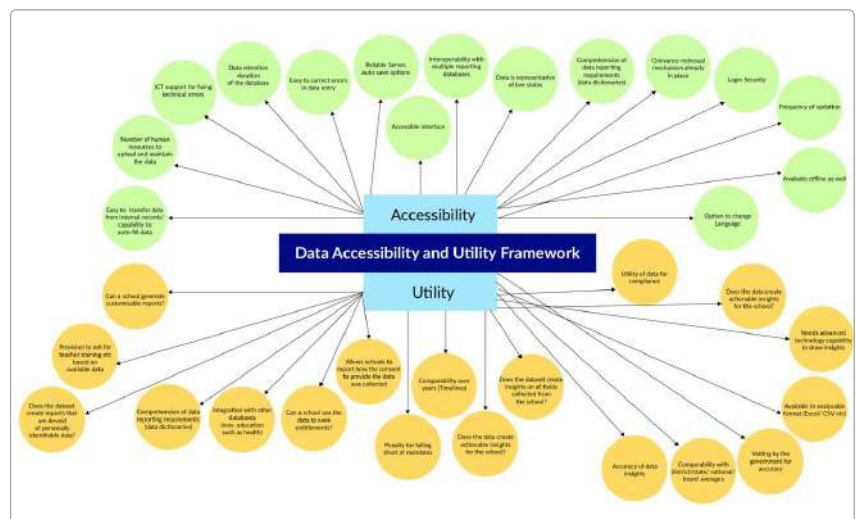 Data retention
duration
of the database
Easy to correct errors
in data entry
Reliable Server,
auto save options
Interoperability with
multiple reporting
databases
Data is representative
of live status
Comprehension of
data reporting
requirements
(data dictionaries)
Grievance redressal
mechanism already
in place
Login Security
Frequency of updation
ICT support for fixing
technical errors
Accessible interface
Number of human
resources to
upload and maintain
the data
Available offline as well
Easy to transfer data
from internal records/
capability to
auto-fill data
Option to change
Language
Accessibility
Data Accessibility and Utility Framework
Utility
Can a school generate
customisable reports?
Utility of data for
compliance
Does the data create
actionable insights
for the school?
Needs advanced
technology capability
to draw insights
Provision to ask for
teacher training etc
based on
available data
Allows schools to
report how the consent
to provide the data
was collected
Comparability over
years (Timelines)
Does the dataset create
insights on all fields
collected from
the school?
Does the dataset
create reports that
are devoid
of personally
identifiable data?
Comprehension of data
reporting requirements
(data dictionaries)
Integration with other
databases
(non- education
such as health)
Can a school use the
data to seek
entitlements?
Available in analysable
format (Excel/ CSV etc)
Penalty for falling
short of mandates
Does the data create
actionable insights
for the school?
Accuracy of data
insights
Comparability with
district/state/ national/
board averages
Vetting by the
government for
accuracy